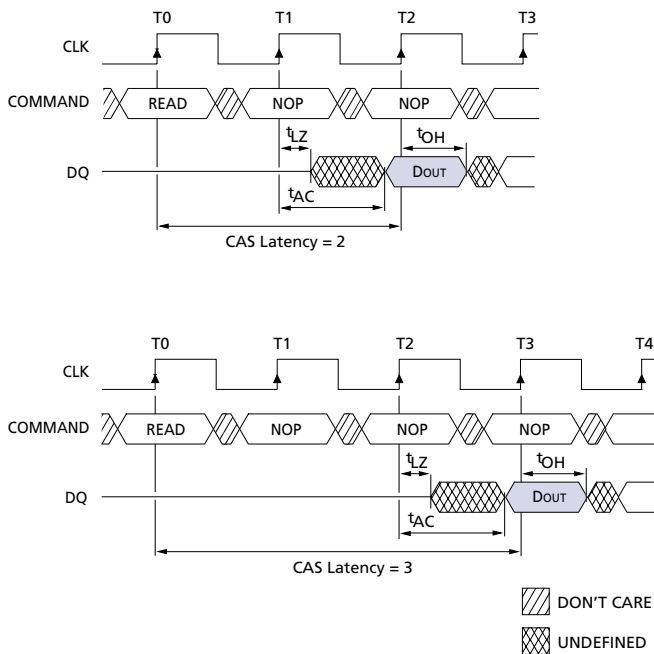 T0 T1 T2 T3
CLK
COMMAND READ NOP NOP
tLZ tOH
DQ DOUT
tAC
CAS Latency = 2
T0 T1 T2 T3 T4
CLK
COMMAND READ NOP NOP NOP
tLZ tOH
DQ DOUT
tAC
CAS Latency = 3
DON'T CARE
UNDEFINED